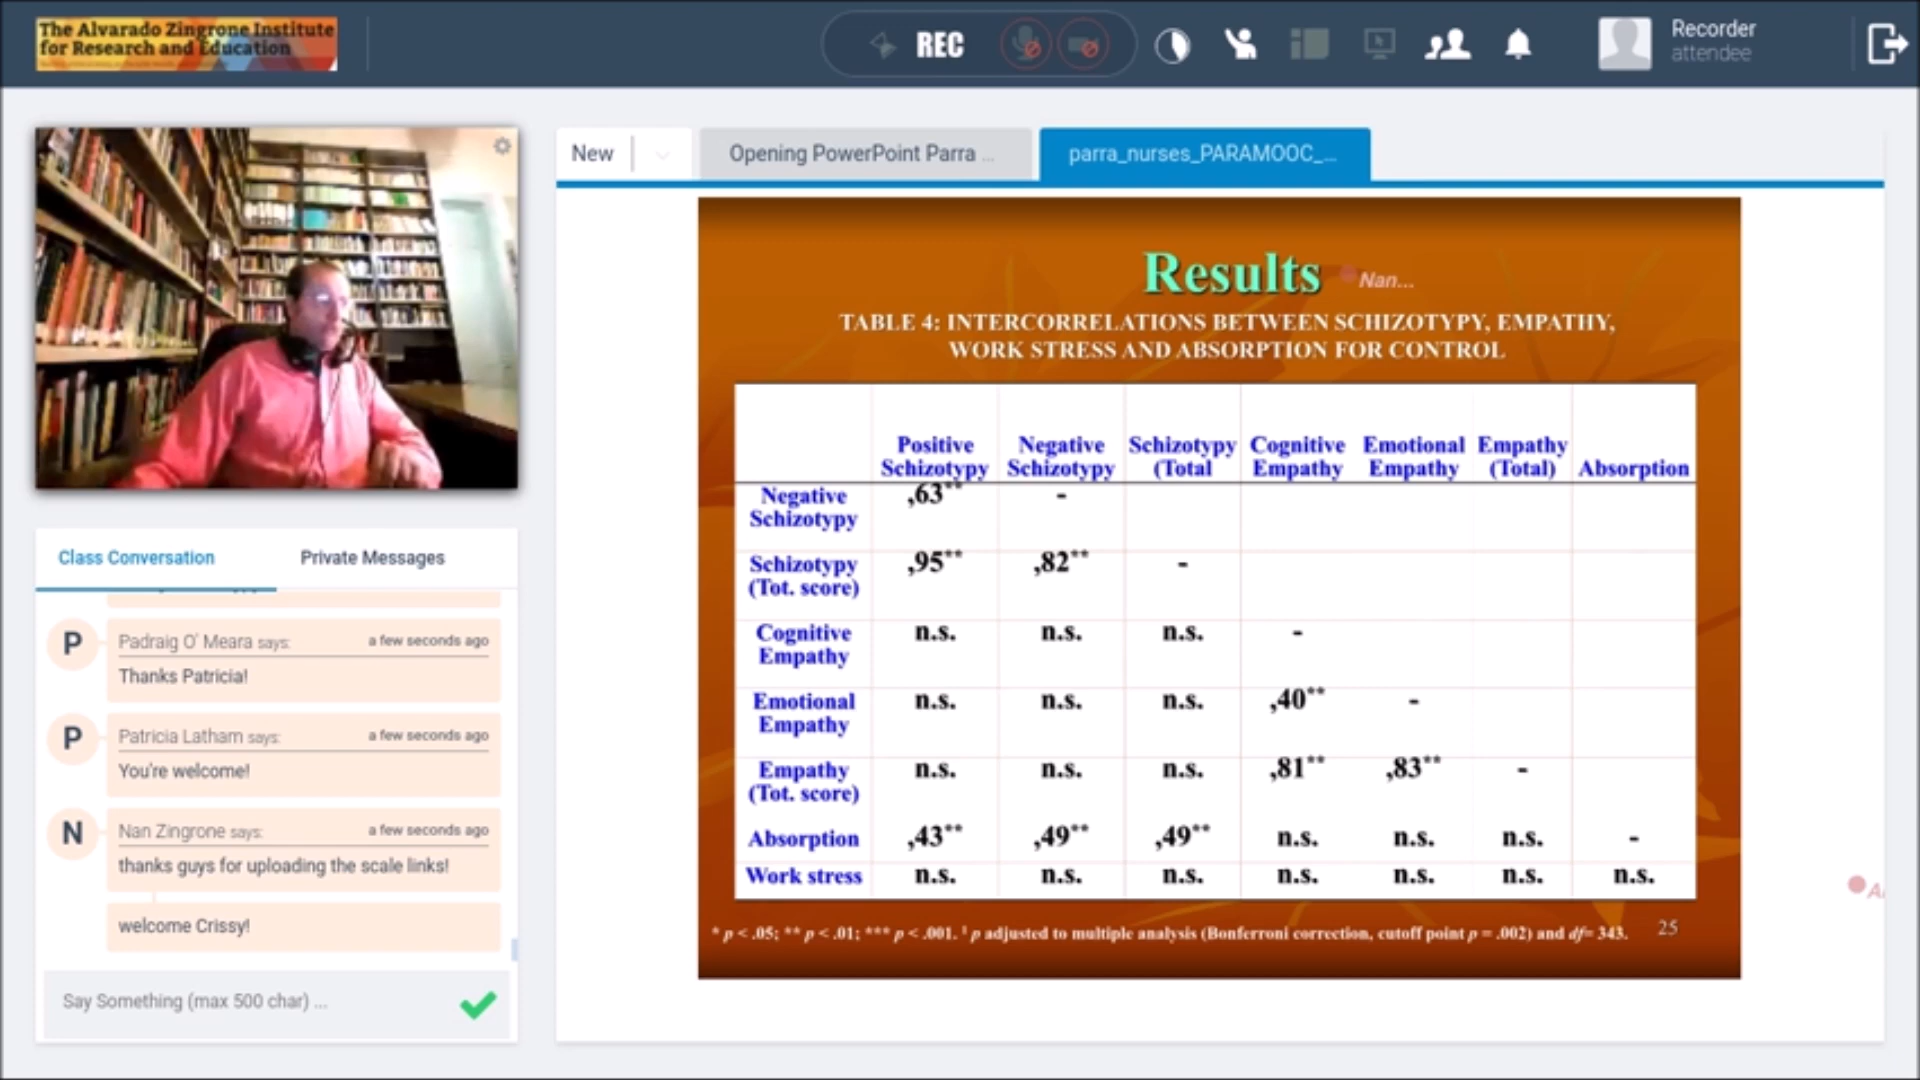 The Alvarado Zingrone Institute
for Research and Education
REC
Recorder
attendee
New
Opening PowerPoint Parra ...
parra_nurses_PARAMOOC_...
Class Conversation
Private Messages
Padraig O' Meara says:
a few seconds ago
Thanks Patricia!
Patricia Latham says:
a few seconds ago
You're welcome!
Nan Zingrone says:
a few seconds ago
thanks guys for uploading the scale links!
welcome Crissy!
Say Something (max 500 char) ...
P
P
N
Results
Nan...
TABLE 4: INTERCORRELATIONS BETWEEN SCHIZOTYPY, EMPATHY,
WORK STRESS AND ABSORPTION FOR CONTROL
Positive Schizotypy Negative Schizotypy Schizotypy (Total Cognitive Empathy Emotional Empathy Empathy (Total) Absorption
Negative Schizotypy ,63** -
Schizotypy (Tot. score) ,95** ,82** -
Cognitive Empathy n.s. n.s. n.s. -
Emotional Empathy n.s. n.s. n.s. ,40** -
Empathy (Tot. score) n.s. n.s. n.s. ,81** ,83** -
Absorption ,43** ,49** ,49** n.s. n.s. n.s. -
Work stress n.s. n.s. n.s. n.s. n.s. n.s. n.s.
* p < .05; ** p < .01; *** p < .001. ¹ p adjusted to multiple analysis (Bonferroni correction, cutoff point p = .002) and df= 343.
25